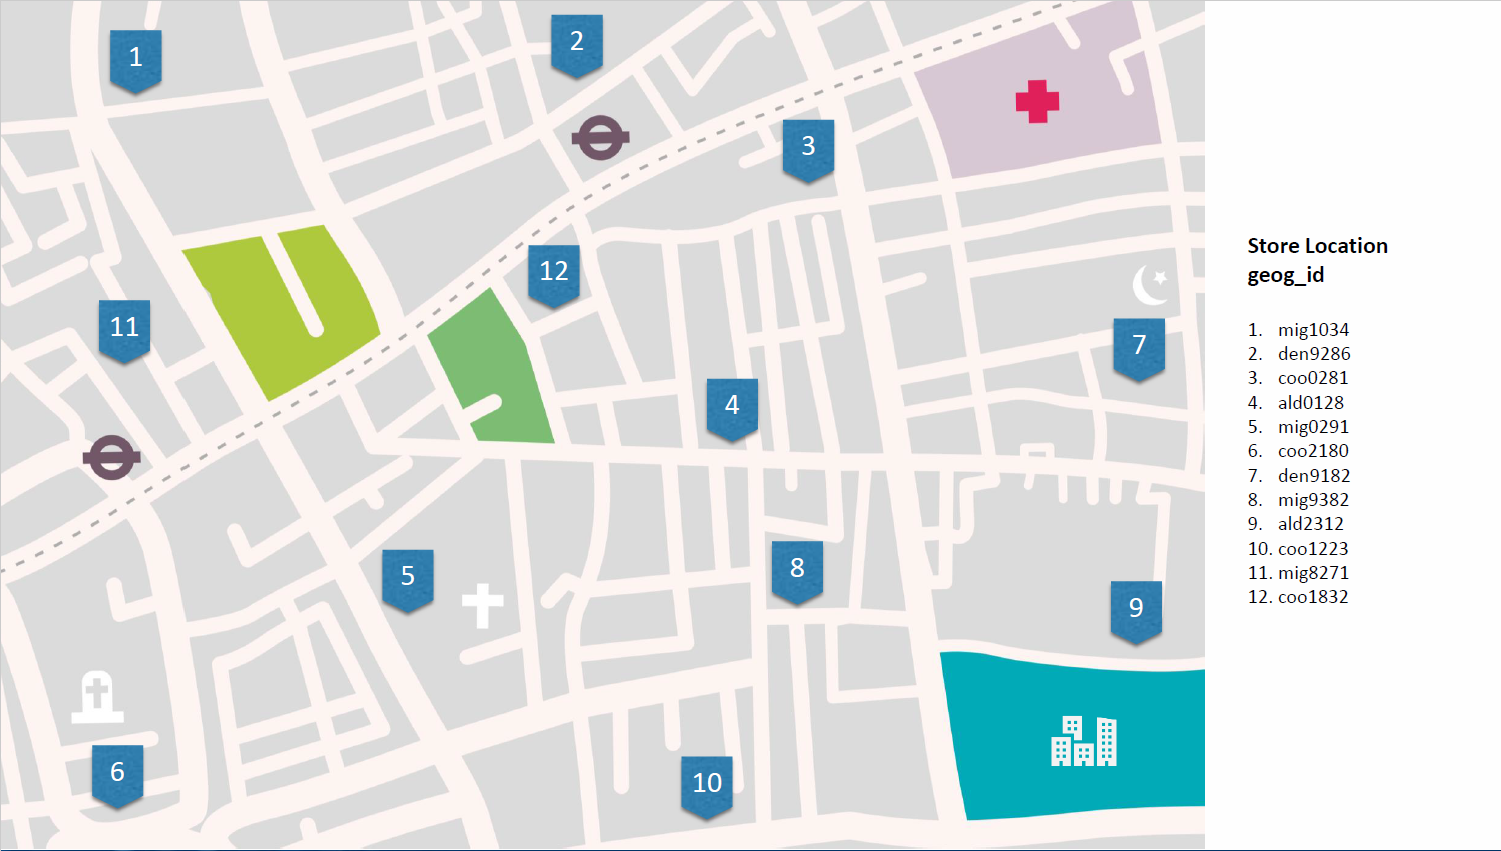 1
2
3
12
11
7
4
5
8
9
6
10
Store Location
geog_id
1. mig1034
2. den9286
3. coo0281
4. ald0128
5. mig0291
6. coo2180
7. den9182
8. mig9382
9. ald2312
10. coo1223
11. mig8271
12. coo1832